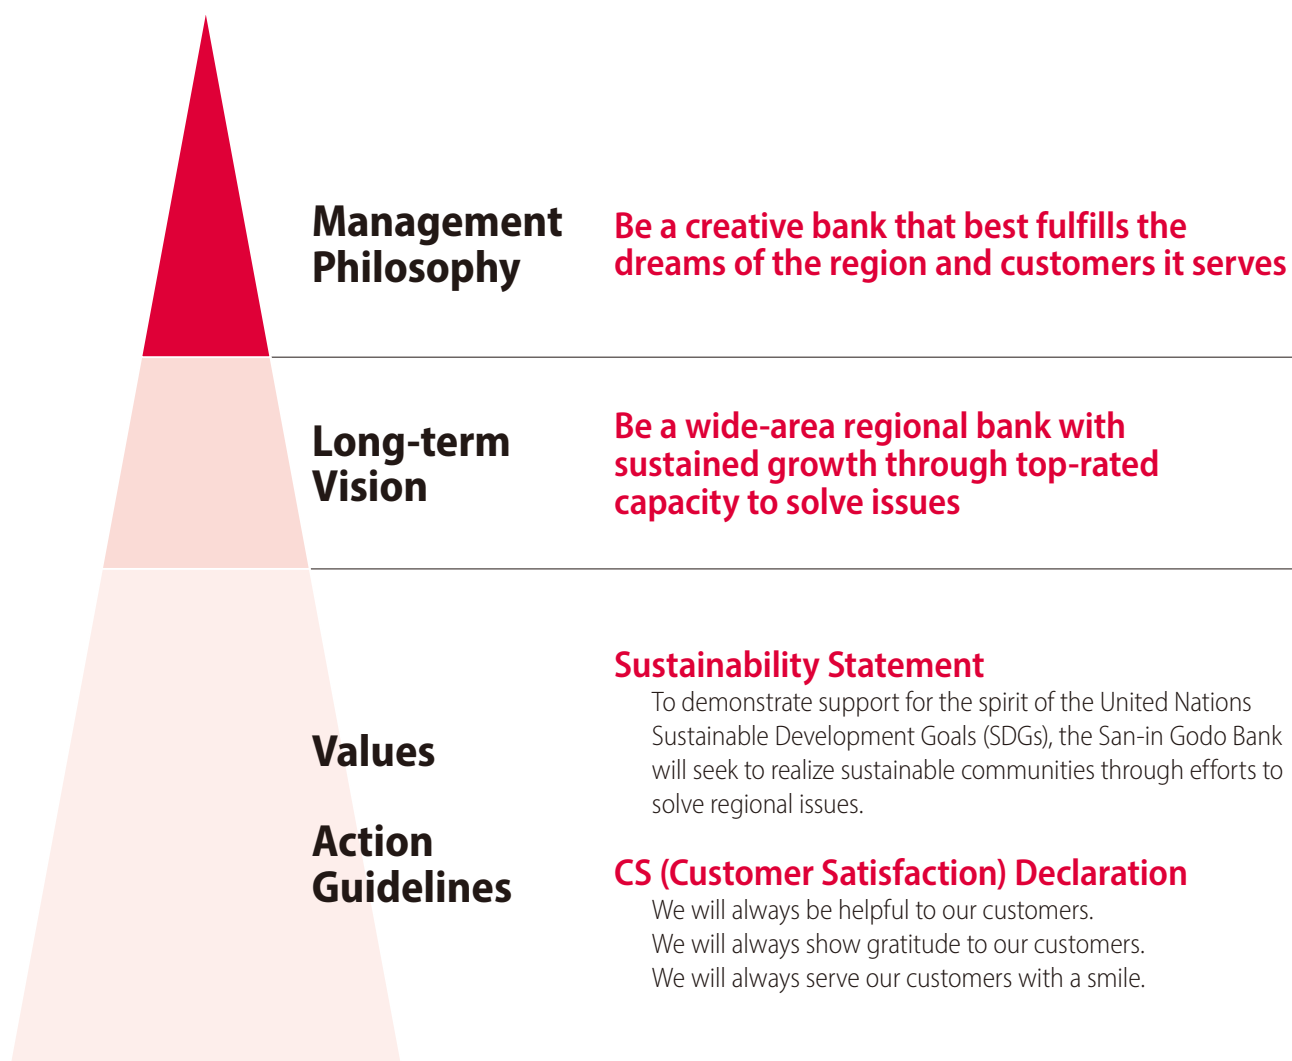 Management
Philosophy
Be a creative bank that best fulfills the
dreams of the region and customers it serves
Long-term
Vision
Be a wide-area regional bank with
sustained growth through top-rated
capacity to solve issues
Values
Action
Guidelines
Sustainability Statement
To demonstrate support for the spirit of the United Nations
Sustainable Development Goals (SDGs), the San-in Godo Bank
will seek to realize sustainable communities through efforts to
solve regional issues.
CS (Customer Satisfaction) Declaration
We will always be helpful to our customers.
We will always show gratitude to our customers.
We will always serve our customers with a smile.